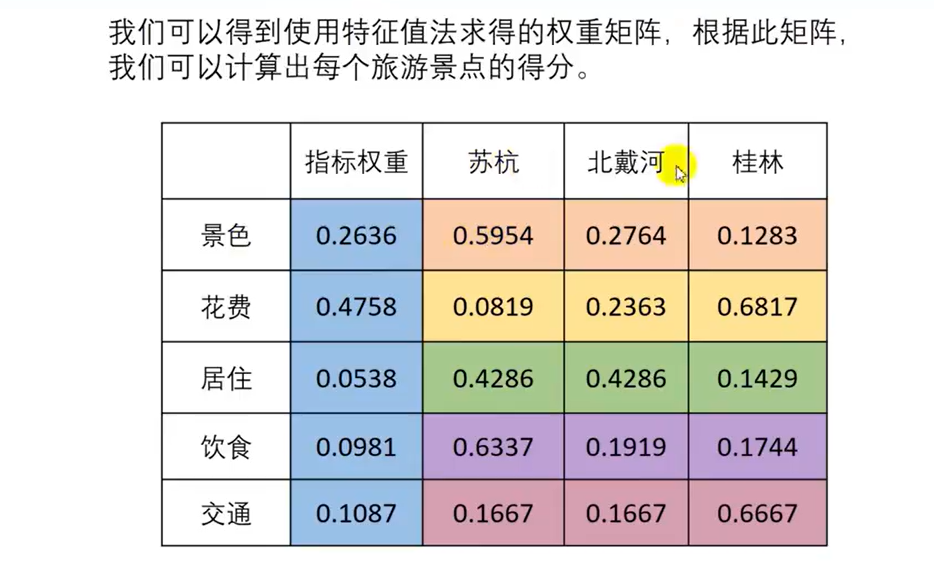 我们可以得到使用特征值法求得的权重矩阵，根据此矩阵，
我们可以计算出每个旅游景点的得分。
指标权重 苏杭 北戴河 桂林
景色 0.2636 0.5954 0.2764 0.1283
花费 0.4758 0.0819 0.2363 0.6817
居住 0.0538 0.4286 0.4286 0.1429
饮食 0.0981 0.6337 0.1919 0.1744
交通 0.1087 0.1667 0.1667 0.6667